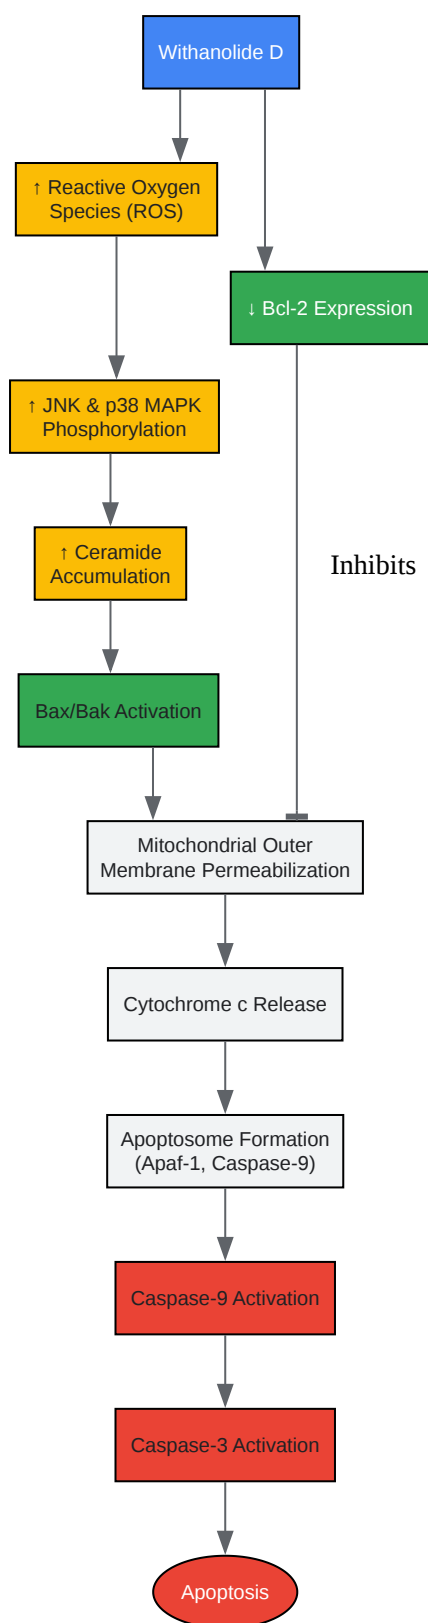 Withanolide D
↑ Reactive Oxygen
Species (ROS)
↓ Bcl-2 Expression
↑ JNK & p38 MAPK
Phosphorylation
↑ Ceramide
Accumulation
Inhibits
Bax/Bak Activation
Mitochondrial Outer
Membrane Permeabilization
Cytochrome c Release
Apoptosome Formation
(Apaf-1, Caspase-9)
Caspase-9 Activation
Caspase-3 Activation
Apoptosis